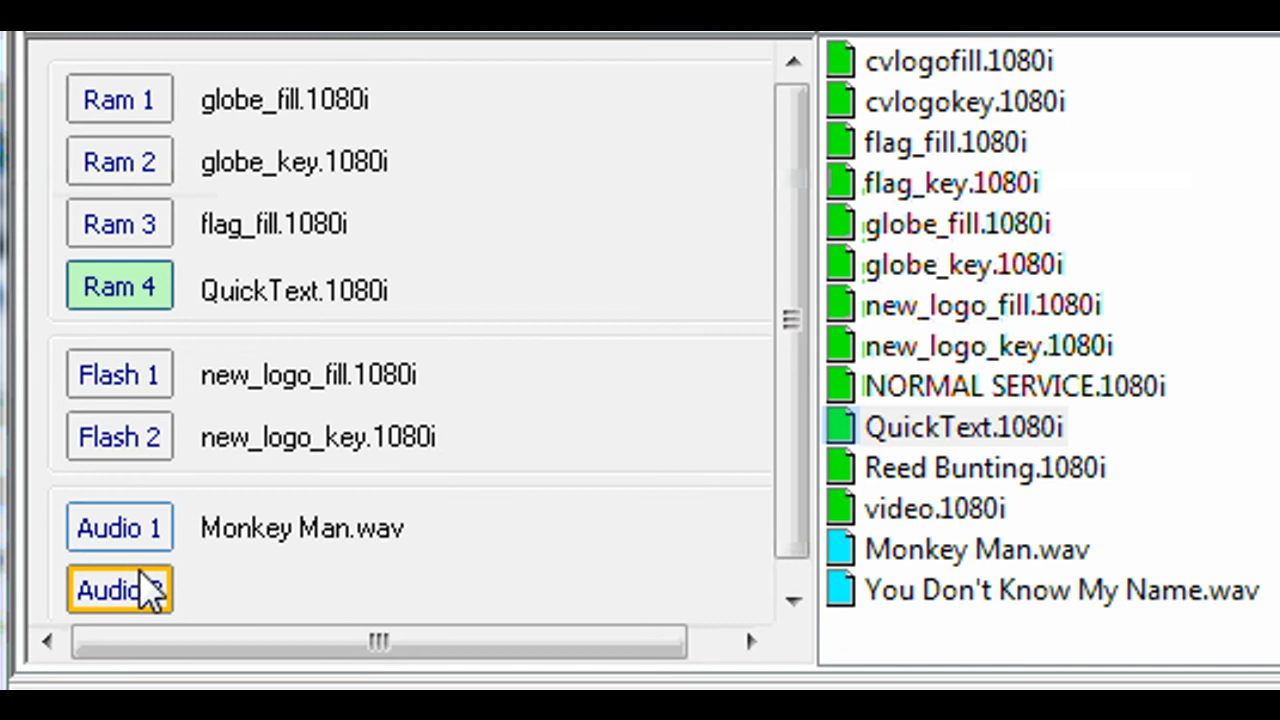 Ram 1 globe_fill.1080i
Ram 2 globe_key.1080i
Ram 3 flag_fill.1080i
Ram 4 QuickText.1080i
Flash 1 new_logo_fill.1080i
Flash 2 new_logo_key.1080i
Audio 1 Monkey Man.wav
Audio
cvlogofill.1080i
cvlogokey.1080i
flag_fill.1080i
flag_key.1080i
globe_fill.1080i
globe_key.1080i
new_logo_fill.1080i
new_logo_key.1080i
NORMAL SERVICE.1080i
QuickText.1080i
Reed Bunting.1080i
video.1080i
Monkey Man.wav
You Don't Know My Name.wav